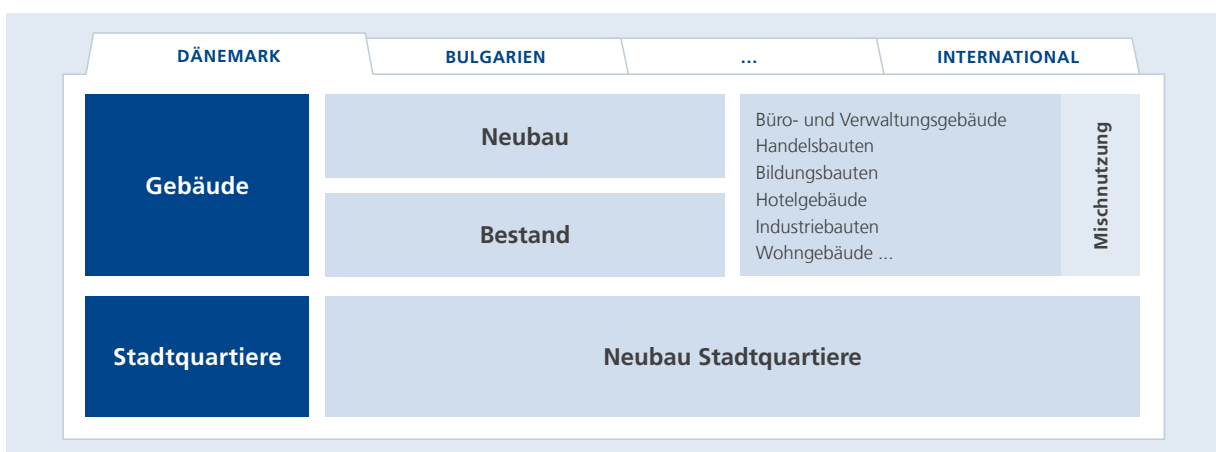 DÄNEMARK
BULGARIEN
...
INTERNATIONAL
Gebäude
Neubau
Bestand
Büro- und Verwaltungsgebäude
Handelsbauten
Bildungsbauten
Hotelgebäude
Industriebauten
Wohngebäude ...
Mischnutzung
Stadtquartiere
Neubau Stadtquartiere